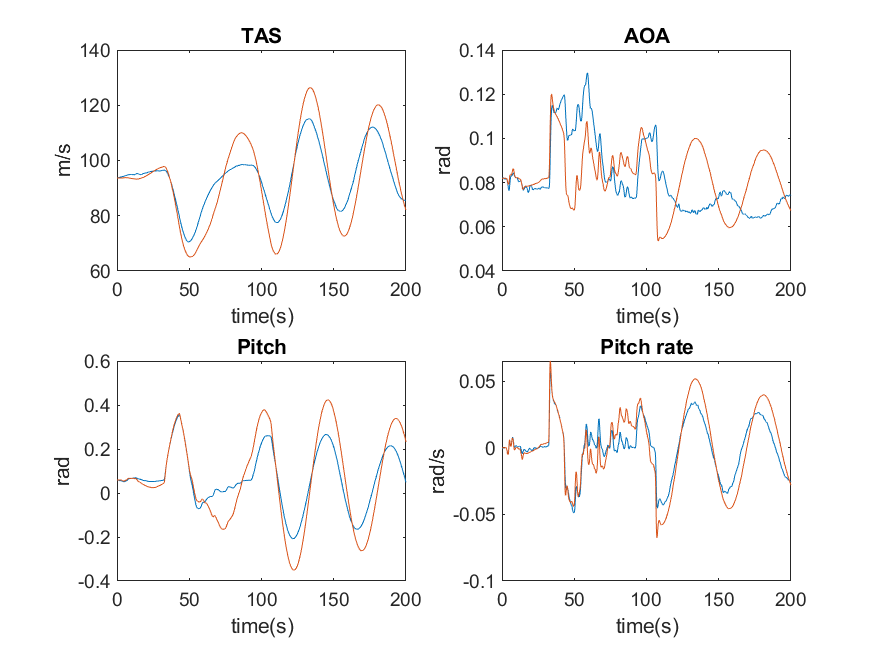 TAS
140
120
100
80
60
m/s
0 50 100 150 200
time(s)
AOA
0.14
0.12
0.1
0.08
0.06
0.04
rad
0 50 100 150 200
time(s)
Pitch
0.6
0.4
0.2
0
-0.2
-0.4
rad
0 50 100 150 200
time(s)
Pitch rate
0.05
0
-0.05
-0.1
rad/s
0 50 100 150 200
time(s)